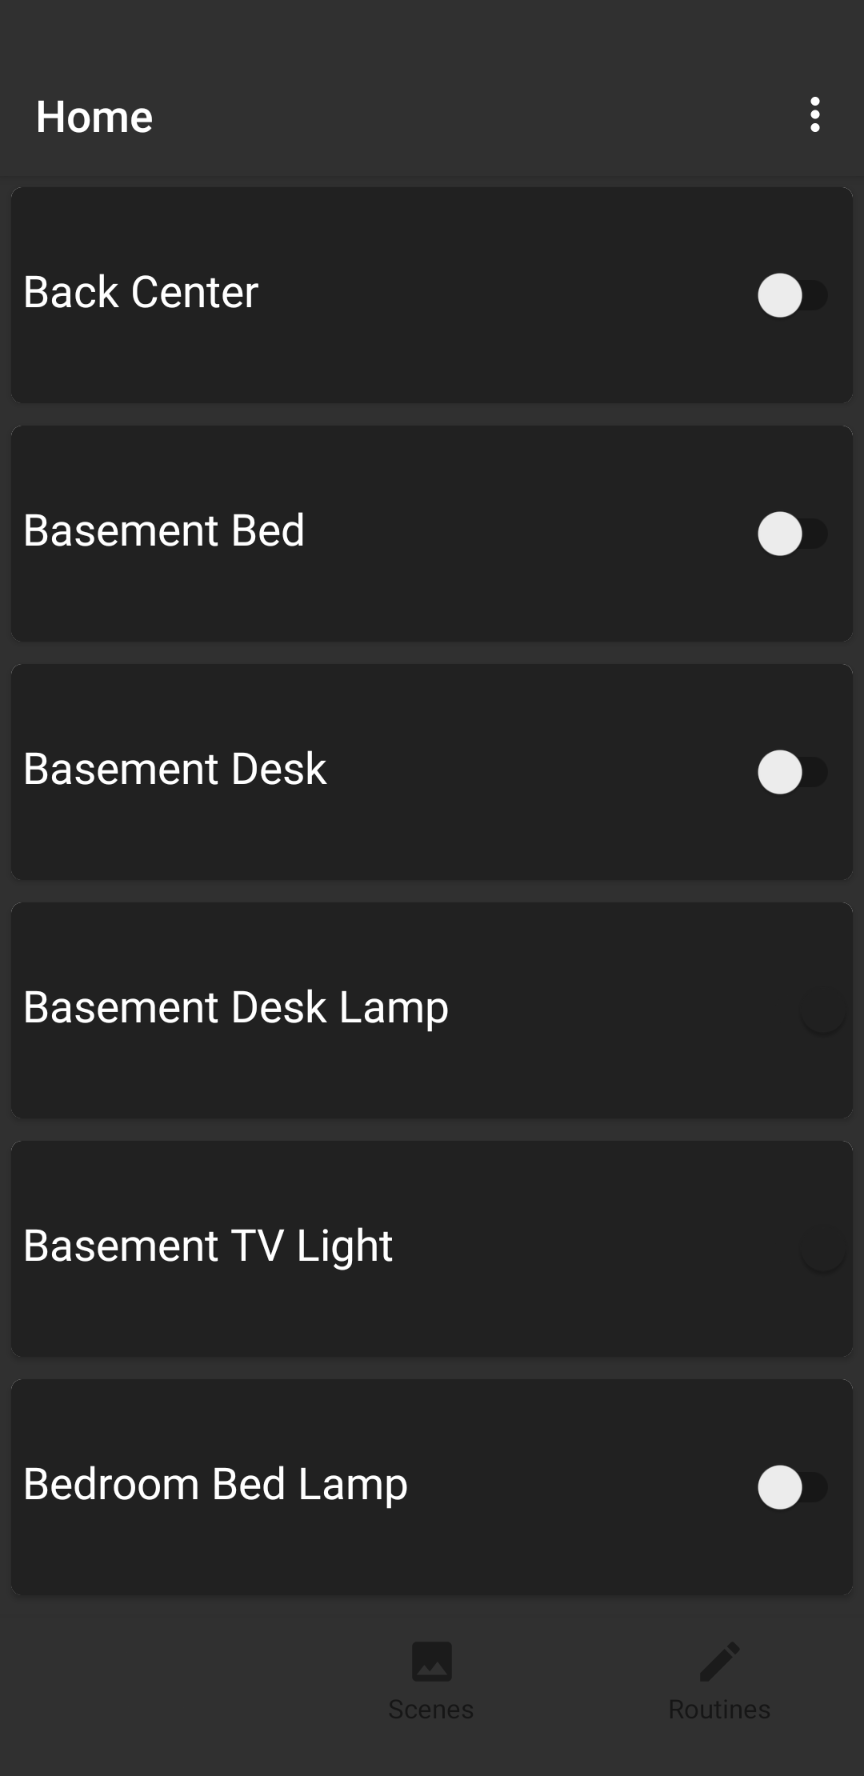 Home
Back Center
Basement Bed
Basement Desk
Basement Desk Lamp
Basement TV Light
Bedroom Bed Lamp
Scenes
Routines